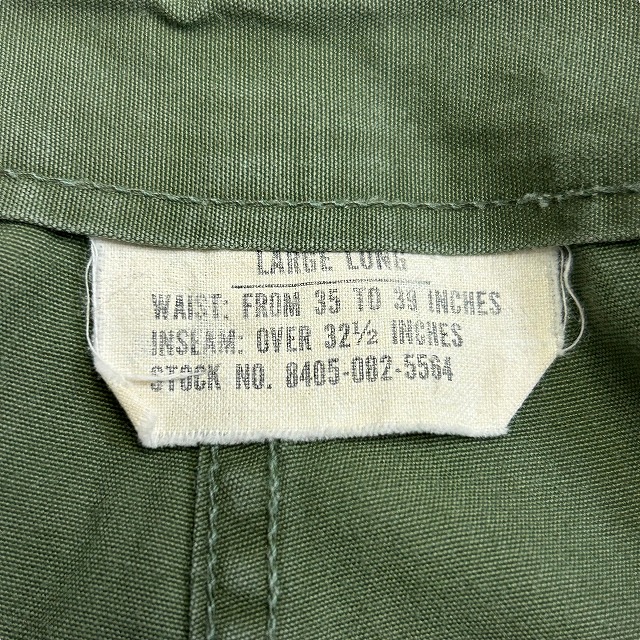 LARGE LONG
WAIST: FROM 35 TO 39 INCHES
INSEAM: OVER 32½ INCHES
STOCK NO. 8405-082-5564